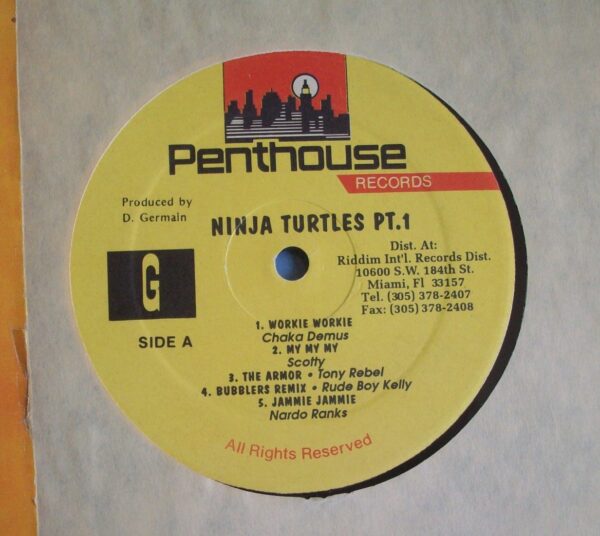 Penthouse
RECORDS
Produced by
D. Germain
NINJA TURTLES PT.1
Dist. At:
Riddim Int'l. Records Dist.
10600 S.W. 184th St.
Miami, Fl 33157
Tel. (305) 378-2407
Fax: (305) 378-2408
G
SIDE A
1. WORKIE WORKIE
Chaka Demus
2. MY MY MY
Scotty
3. THE ARMOR • Tony Rebel
4. BUBBLERS REMIX • Rude Boy Kelly
5. JAMMIE JAMMIE
Nardo Ranks
All Rights Reserved